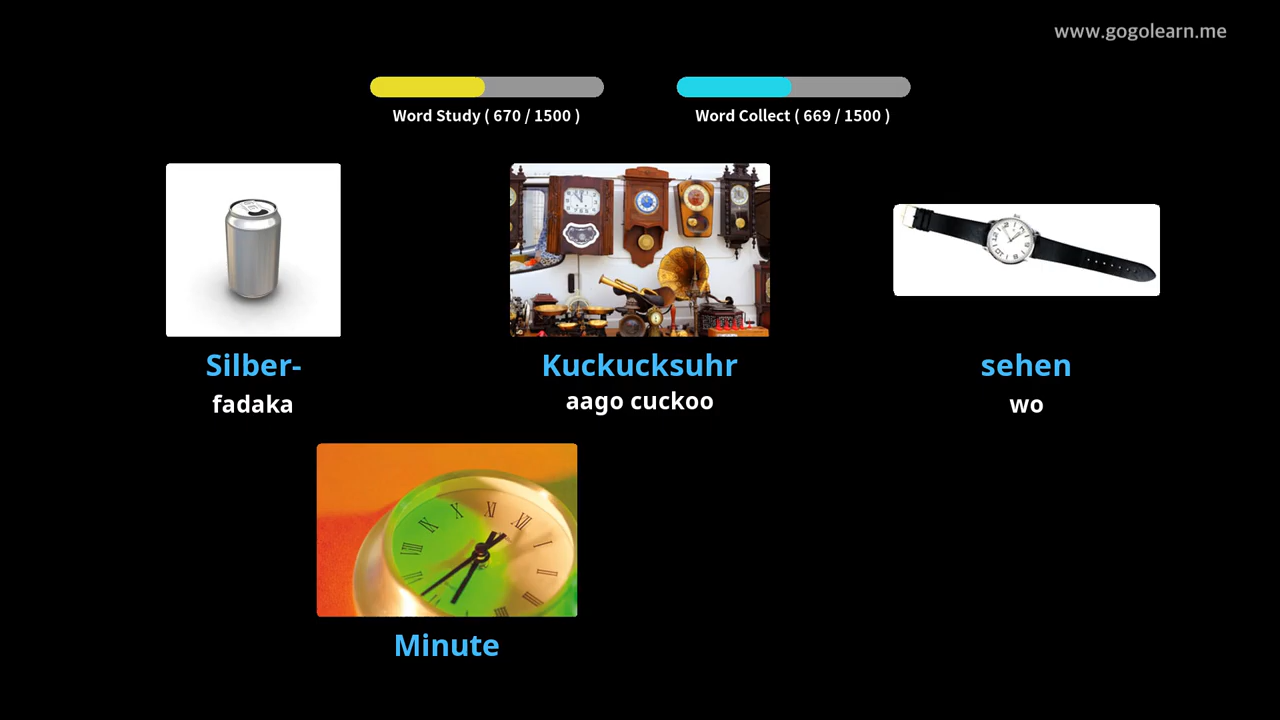 www.gogolearn.me
Word Study ( 670 / 1500 )
Word Collect ( 669 / 1500 )
Silber-
fadaka
Kuckucksuhr
aago cuckoo
sehen
wo
Minute